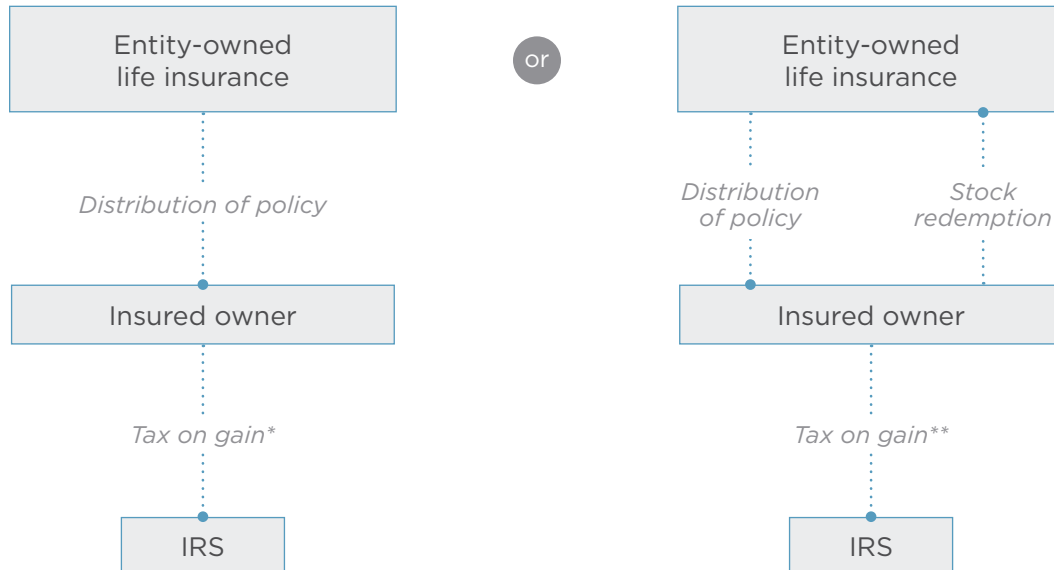 Entity-owned
life insurance
Distribution of policy
Insured owner
Tax on gain*
IRS
or
Entity-owned
life insurance
Distribution
of policy
Stock
redemption
Insured owner
Tax on gain**
IRS